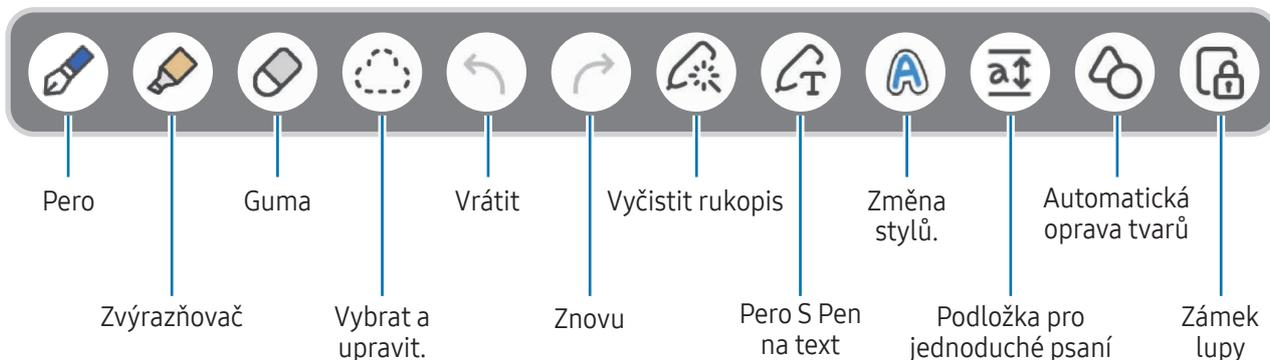 Pero
Guma
Vrátit
Vyčistit rukopis
Změna
stylů.
Automatická
oprava tvarů
Zvýrazňovač
Vybrat a
upravit.
Znovu
Pero S Pen
na text
Podložka pro
jednoduché psaní
Zámek
lupy